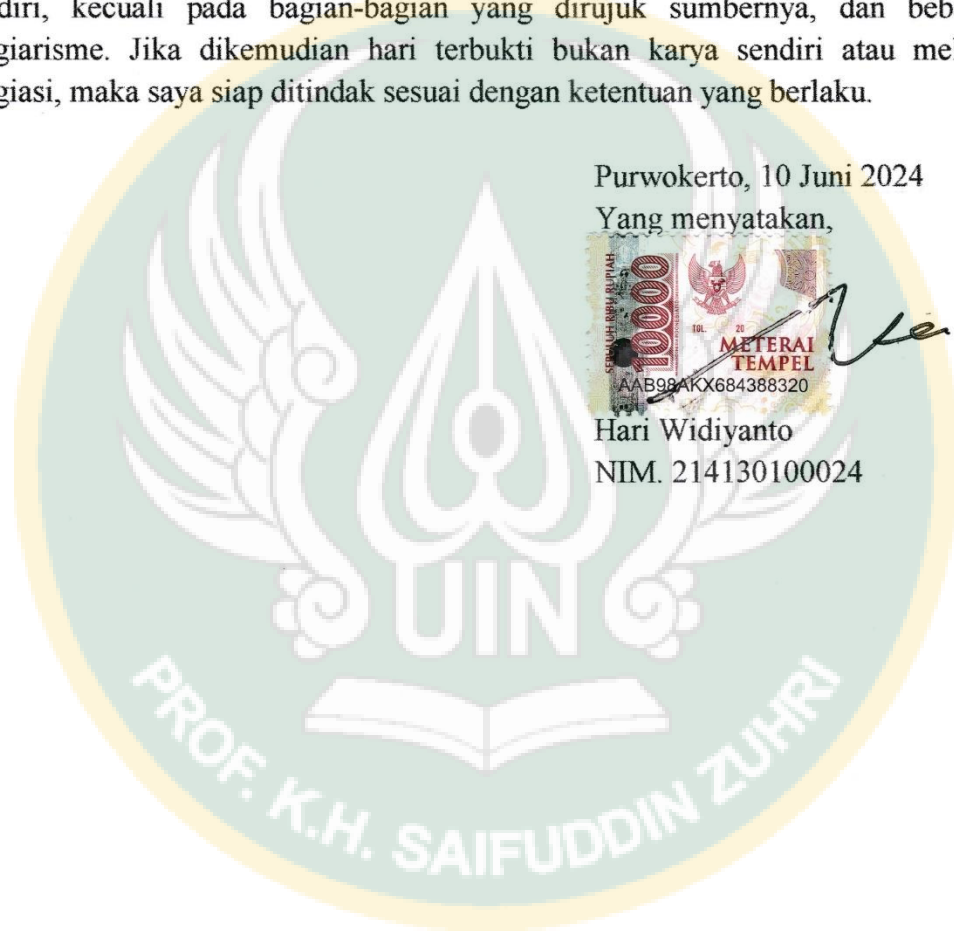 diri, kecuali pada bagian-bagian yang dirujuk sumbernya, dan beb
giarisme. Jika dikemudian hari terbukti bukan karya sendiri atau mel
giasi, maka saya siap ditindak sesuai dengan ketentuan yang berlaku.
Purwokerto, 10 Juni 2024
Yang menyatakan,
SEPULUH RIBU RUPIAH
10000
TGL. 20
METERAI
TEMPEL
AAB98AKX684388320
Hari Widiyanto
NIM. 214130100024
UIN
PROF. K.H. SAIFUDDIN ZUHRI